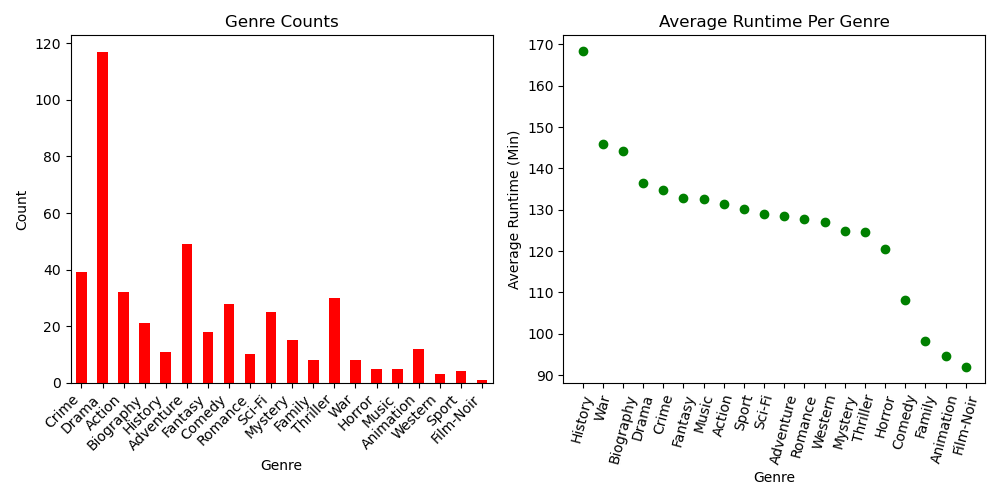 Genre Counts
Count
120
100
80
60
40
20
0
Crime
Drama
Action
Biography
History
Adventure
Fantasy
Comedy
Romance
Sci-Fi
Mystery
Family
Thriller
War
Horror
Music
Animation
Western
Sport
Film-Noir
Genre
Average Runtime Per Genre
Average Runtime (Min)
170
160
150
140
130
120
110
100
90
History
War
Biography
Drama
Crime
Fantasy
Music
Action
Sport
Sci-Fi
Adventure
Romance
Western
Mystery
Thriller
Horror
Comedy
Family
Animation
Film-Noir
Genre